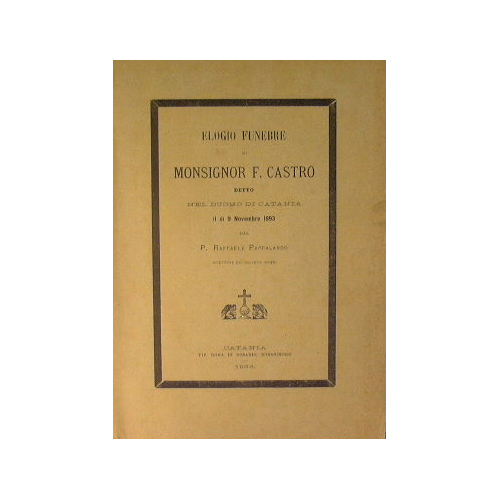 ELOGIO FUNEBRE
DI
MONSIGNOR F. CASTRO
DETTO
NEL DUOMO DI CATANIA
il dì 9 Novembre 1893
DAL
P. RAFFAELE PAPPALARDO
CATANIA
1893.